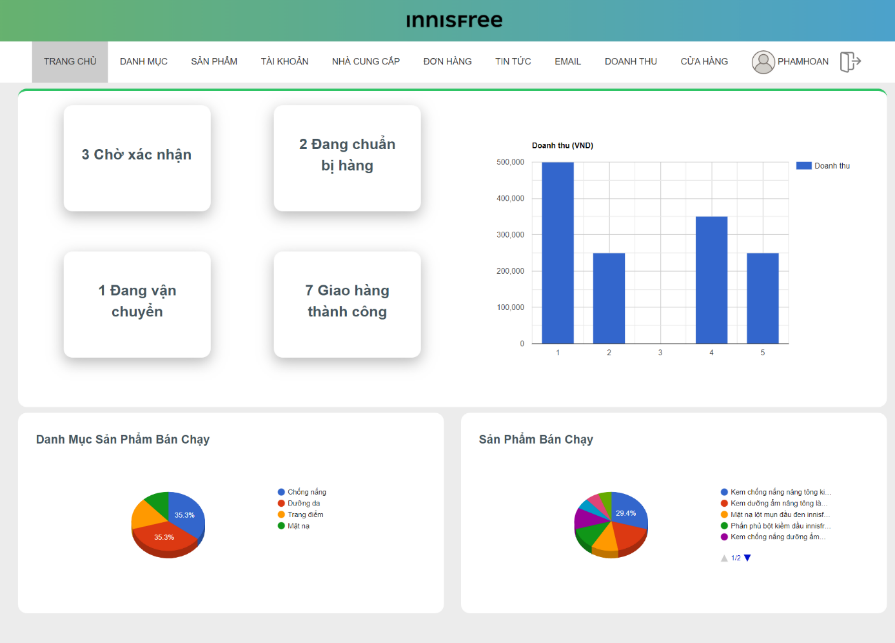 INNISFREE
TRANG CHỦ DANH MỤC SẢN PHẨM TÀI KHOẢN NHÀ CUNG CẤP ĐƠN HÀNG TIN TỨC EMAIL DOANH THU CỬA HÀNG PHAMHOAN
3 Chờ xác nhận
2 Đang chuẩn
bị hàng
1 Đang vận
chuyển
7 Giao hàng
thành công
Doanh thu (VND)
500,000
400,000
300,000
200,000
100,000
0
1 2 3 4 5
Doanh thu
Danh Mục Sản Phẩm Bán Chạy
35.3%
35.3%
Chống nắng
Dưỡng da
Trang điểm
Mặt nạ
Sản Phẩm Bán Chạy
29.4%
Kem chống nắng nâng tông ki...
Kem dưỡng ẩm nâng tông là...
Mặt nạ lột mụn đầu đen innisf...
Phấn phủ bột kiềm dầu innisfr...
Kem chống nắng dưỡng ẩm...
1/2